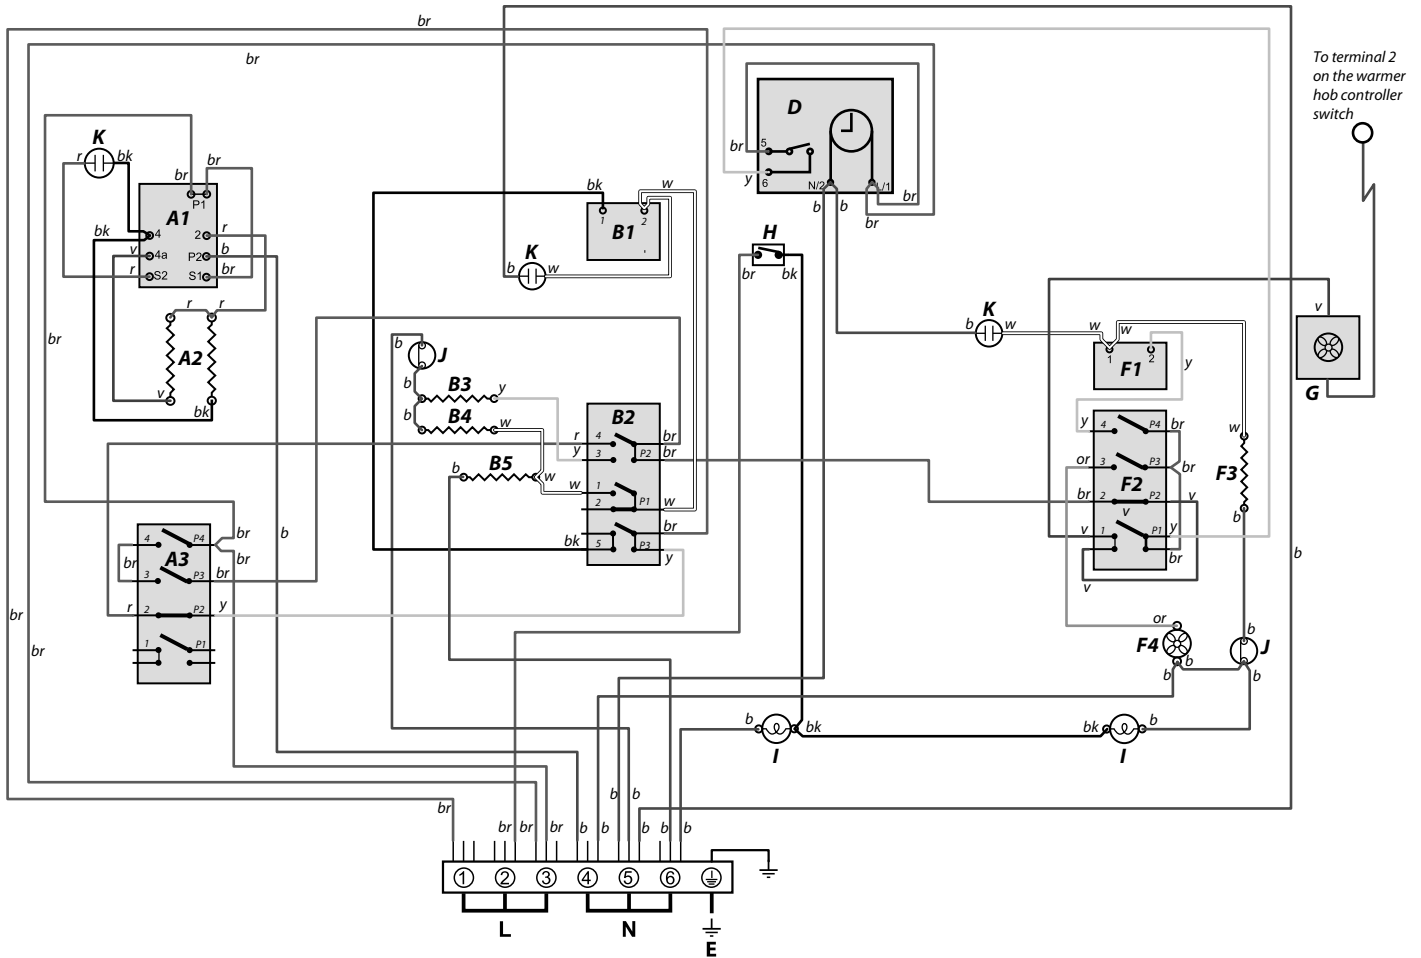 br
br
To terminal 2
on the warmer
hob controller
switch
K
r
bk
br
br
P1
A1
bk
4
2
r
v
4a
P2
b
r
S2
S1
br
r
r
A2
v
bk
br
D
br
5
y
6
N/2
L/1
br
b
b
br
bk
w
1
2
B1
K
b
w
H
br
bk
K
b
w
w
w
1
2
F1
y
v
G
b
J
b
B3
y
b
B4
w
b
B5
w
w
B2
r
4
br
y
3
P2
br
1
2
P1
w
br
bk
5
P3
y
y
4
P4
br
or
3
P3
br
F2
br
2
P2
v
v
v
1
P1
y
br
v
w
F3
b
b
4
P4
br
A3
br
br
3
P3
br
r
2
P2
y
1
P1
b
br
br
or
F4
b
b
b
J
b
b
I
bk
bk
I
b
br
br
br
br
b
b
b
b
b
b
b
1
2
3
4
5
6
L
N
E